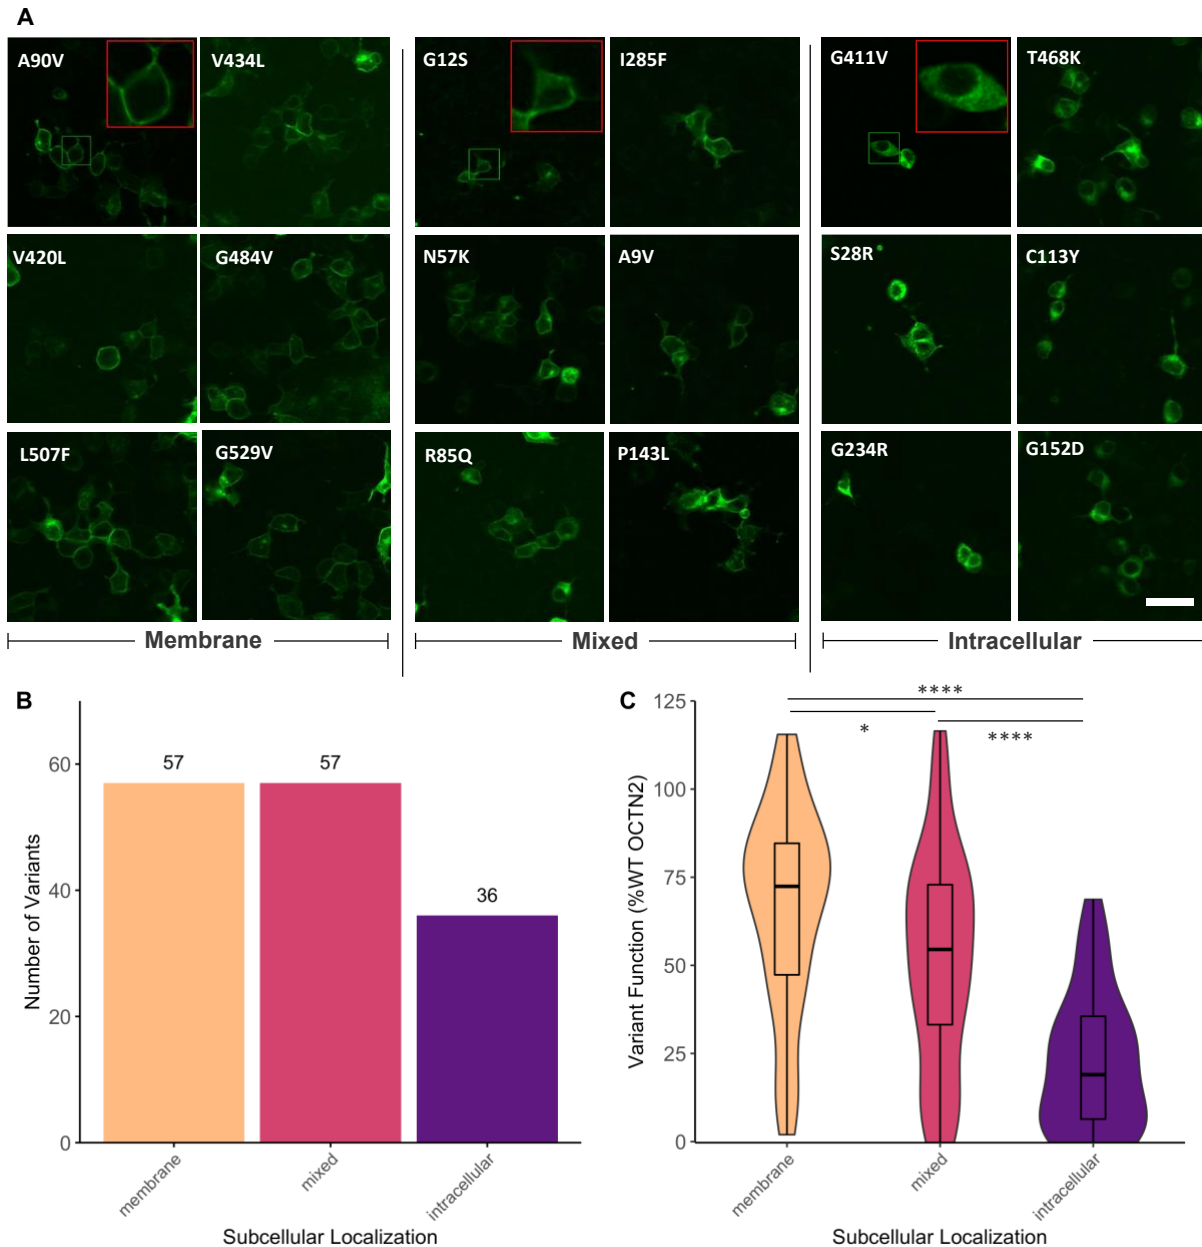 A
A90V V434L G12S I285F G411V T468K
V420L G484V N57K A9V S28R C113Y
L507F G529V R85Q P143L G234R G152D
Membrane Mixed Intracellular
B
Number of Variants
60
40
20
0
57 57 36
membrane mixed intracellular
Subcellular Localization
C
Variant Function (%WT OCTN2)
125
100
75
50
25
0
****
* ****
membrane mixed intracellular
Subcellular Localization